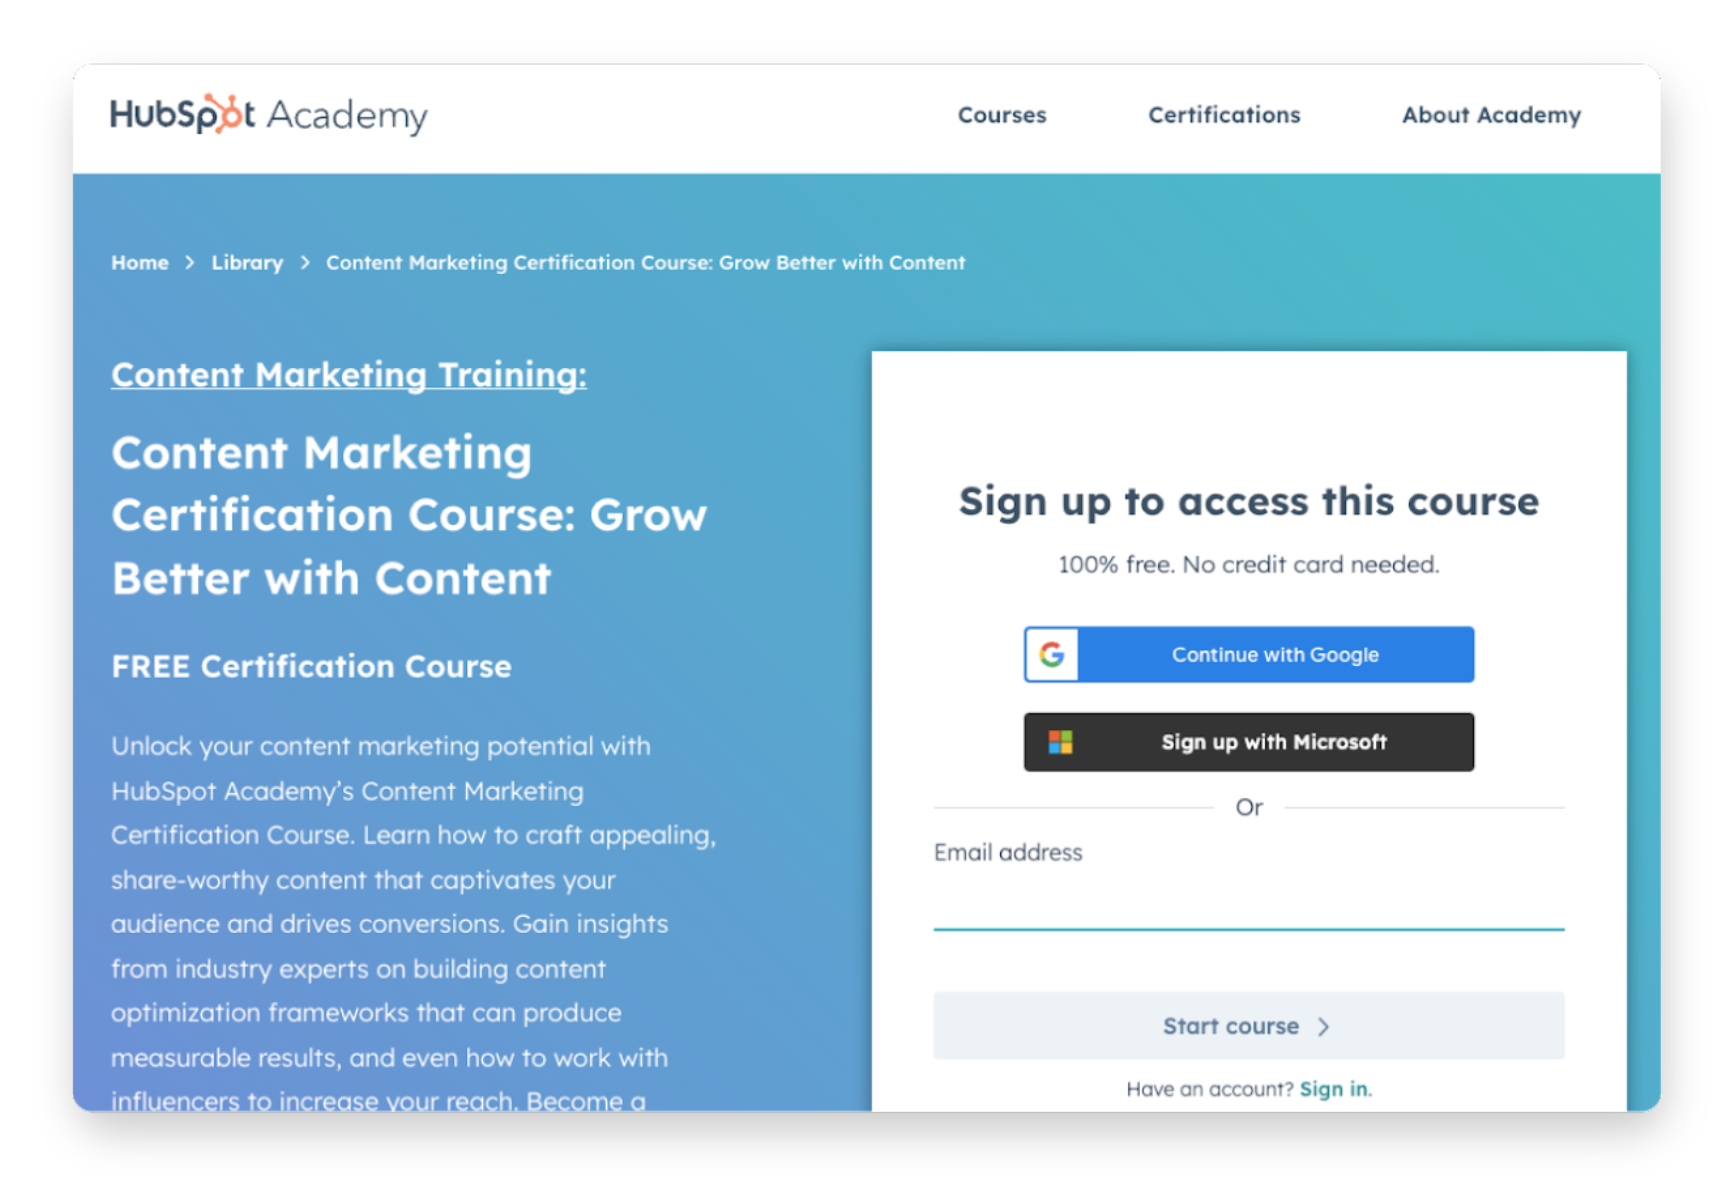 HubSpot Academy
Courses
Certifications
About Academy
Home > Library > Content Marketing Certification Course: Grow Better with Content
Content Marketing Training:
Content Marketing
Certification Course: Grow
Better with Content
FREE Certification Course
Unlock your content marketing potential with
HubSpot Academy’s Content Marketing
Certification Course. Learn how to craft appealing,
share-worthy content that captivates your
audience and drives conversions. Gain insights
from industry experts on building content
optimization frameworks that can produce
measurable results, and even how to work with
influencers to increase your reach. Become a
Sign up to access this course
100% free. No credit card needed.
Continue with Google
Sign up with Microsoft
Or
Email address
Start course >
Have an account? Sign in.